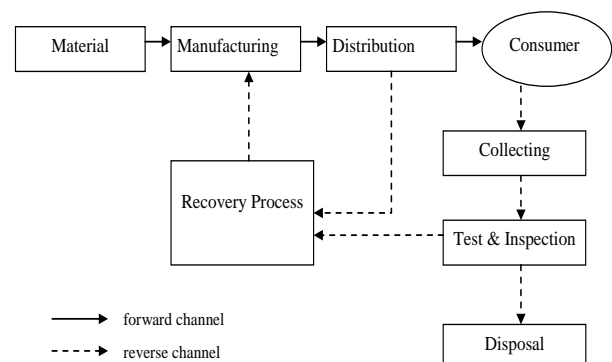 Material
Manufacturing
Distribution
Consumer
Collecting
Recovery Process
Test & Inspection
Disposal
forward channel
reverse channel